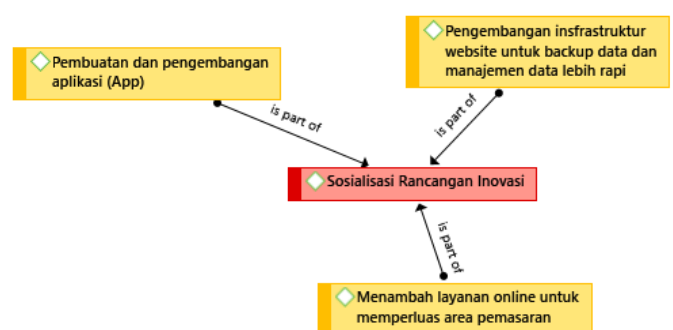 Pembuatan dan pengembangan
aplikasi (App)
Pengembangan insfrastruktur
website untuk backup data dan
manajemen data lebih rapi
is part of
is part of
Sosialisasi Rancangan Inovasi
is part of
Menambah layanan online untuk
memperluas area pemasaran